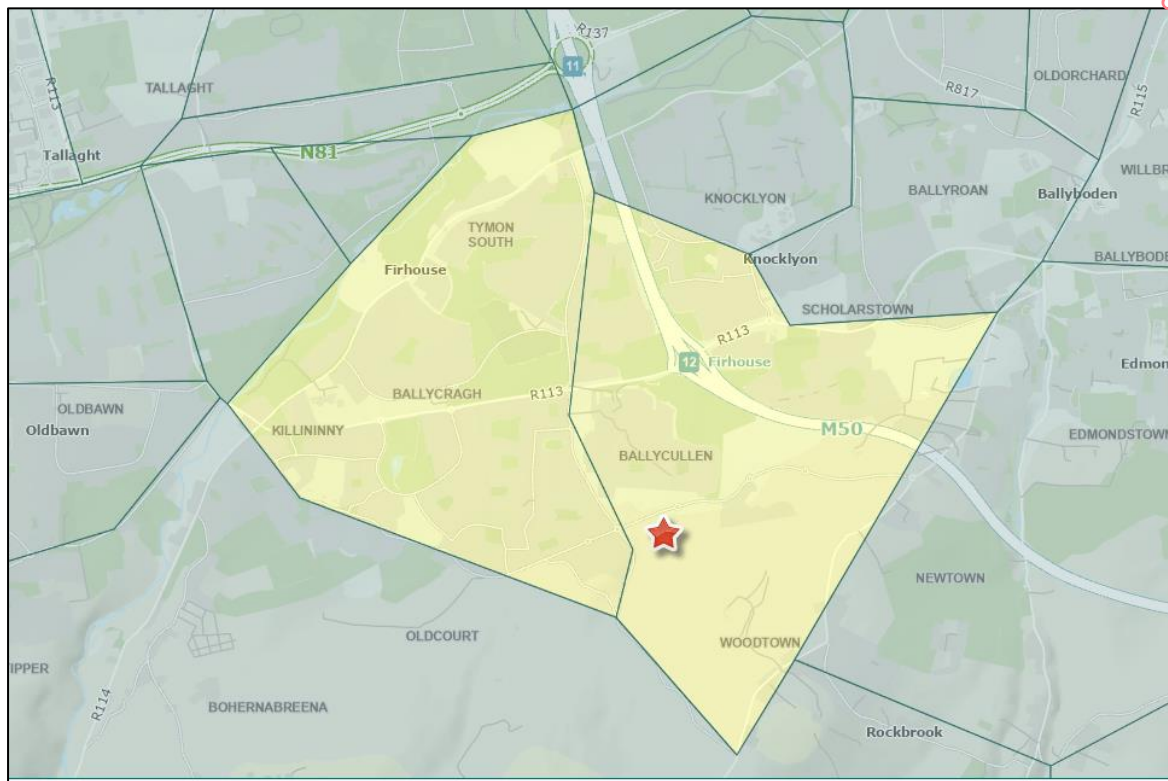 R137
11
TALLAGHT
R113
OLDORCHARD
R817
R115
Tallaght
N81
WILLBR
KNOCKLYON
BALLYROAN
Ballyboden
TYMON
SOUTH
Firhouse
Knocklyon
BALLYBODE
SCHOLARSTOWN
R113
12
Firhouse
Edmon
BALLYCRAGH
R113
OLDBAWN
Oldbawn
KILLININNY
M50
EDMONDSTOWN
BALLYCULLEN
NEWTOWN
OLDCOURT
WOODTOWN
IPPER
R114
BOHERNABREENA
Rockbrook